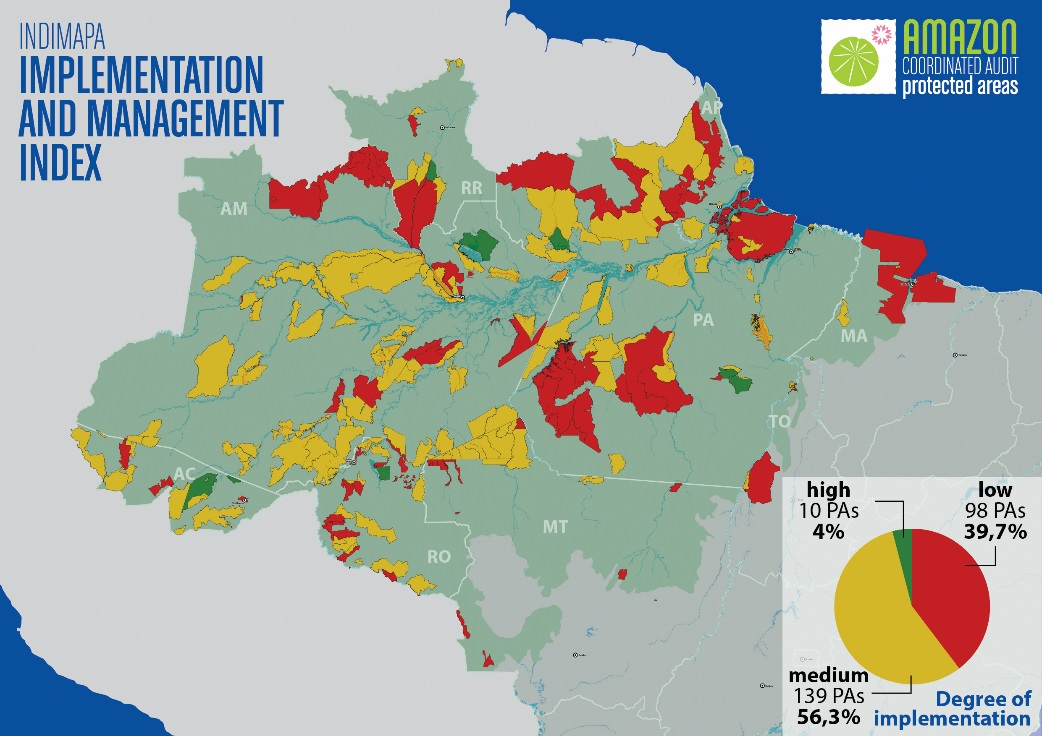 INDIMAPA
IMPLEMENTATION
AND MANAGEMENT
INDEX
AMAZON
COORDINATED AUDIT
protected areas
AP
RR
AM
PA
MA
TO
AC
MT
RO
high
10 PAs
4%
low
98 PAs
39,7%
medium
139 PAs
56,3%
Degree of
implementation